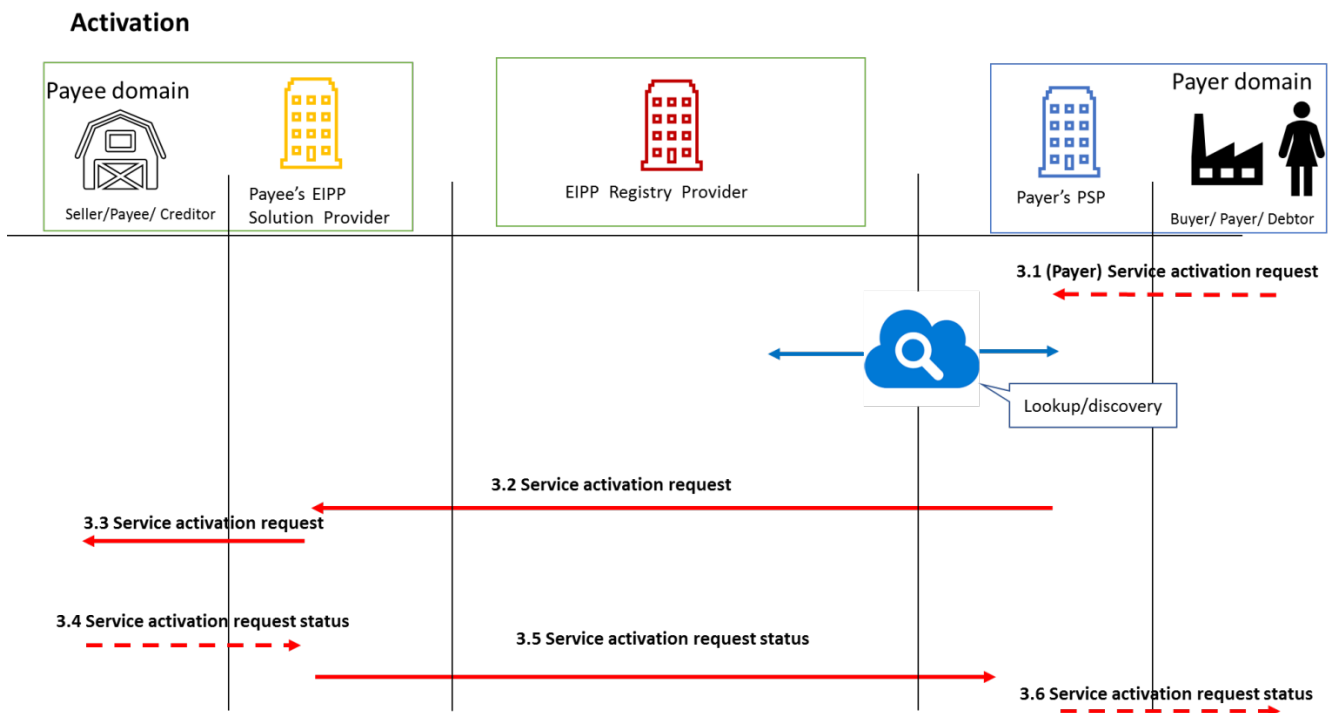 Activation
Payee domain
Seller/Payee/ Creditor
Payee's EIPP
Solution Provider
EIPP Registry Provider
Payer's PSP
Payer domain
Buyer/ Payer/ Debtor
3.1 (Payer) Service activation request
Lookup/discovery
3.2 Service activation request
3.3 Service activation request
3.4 Service activation request status
3.5 Service activation request status
3.6 Service activation request status